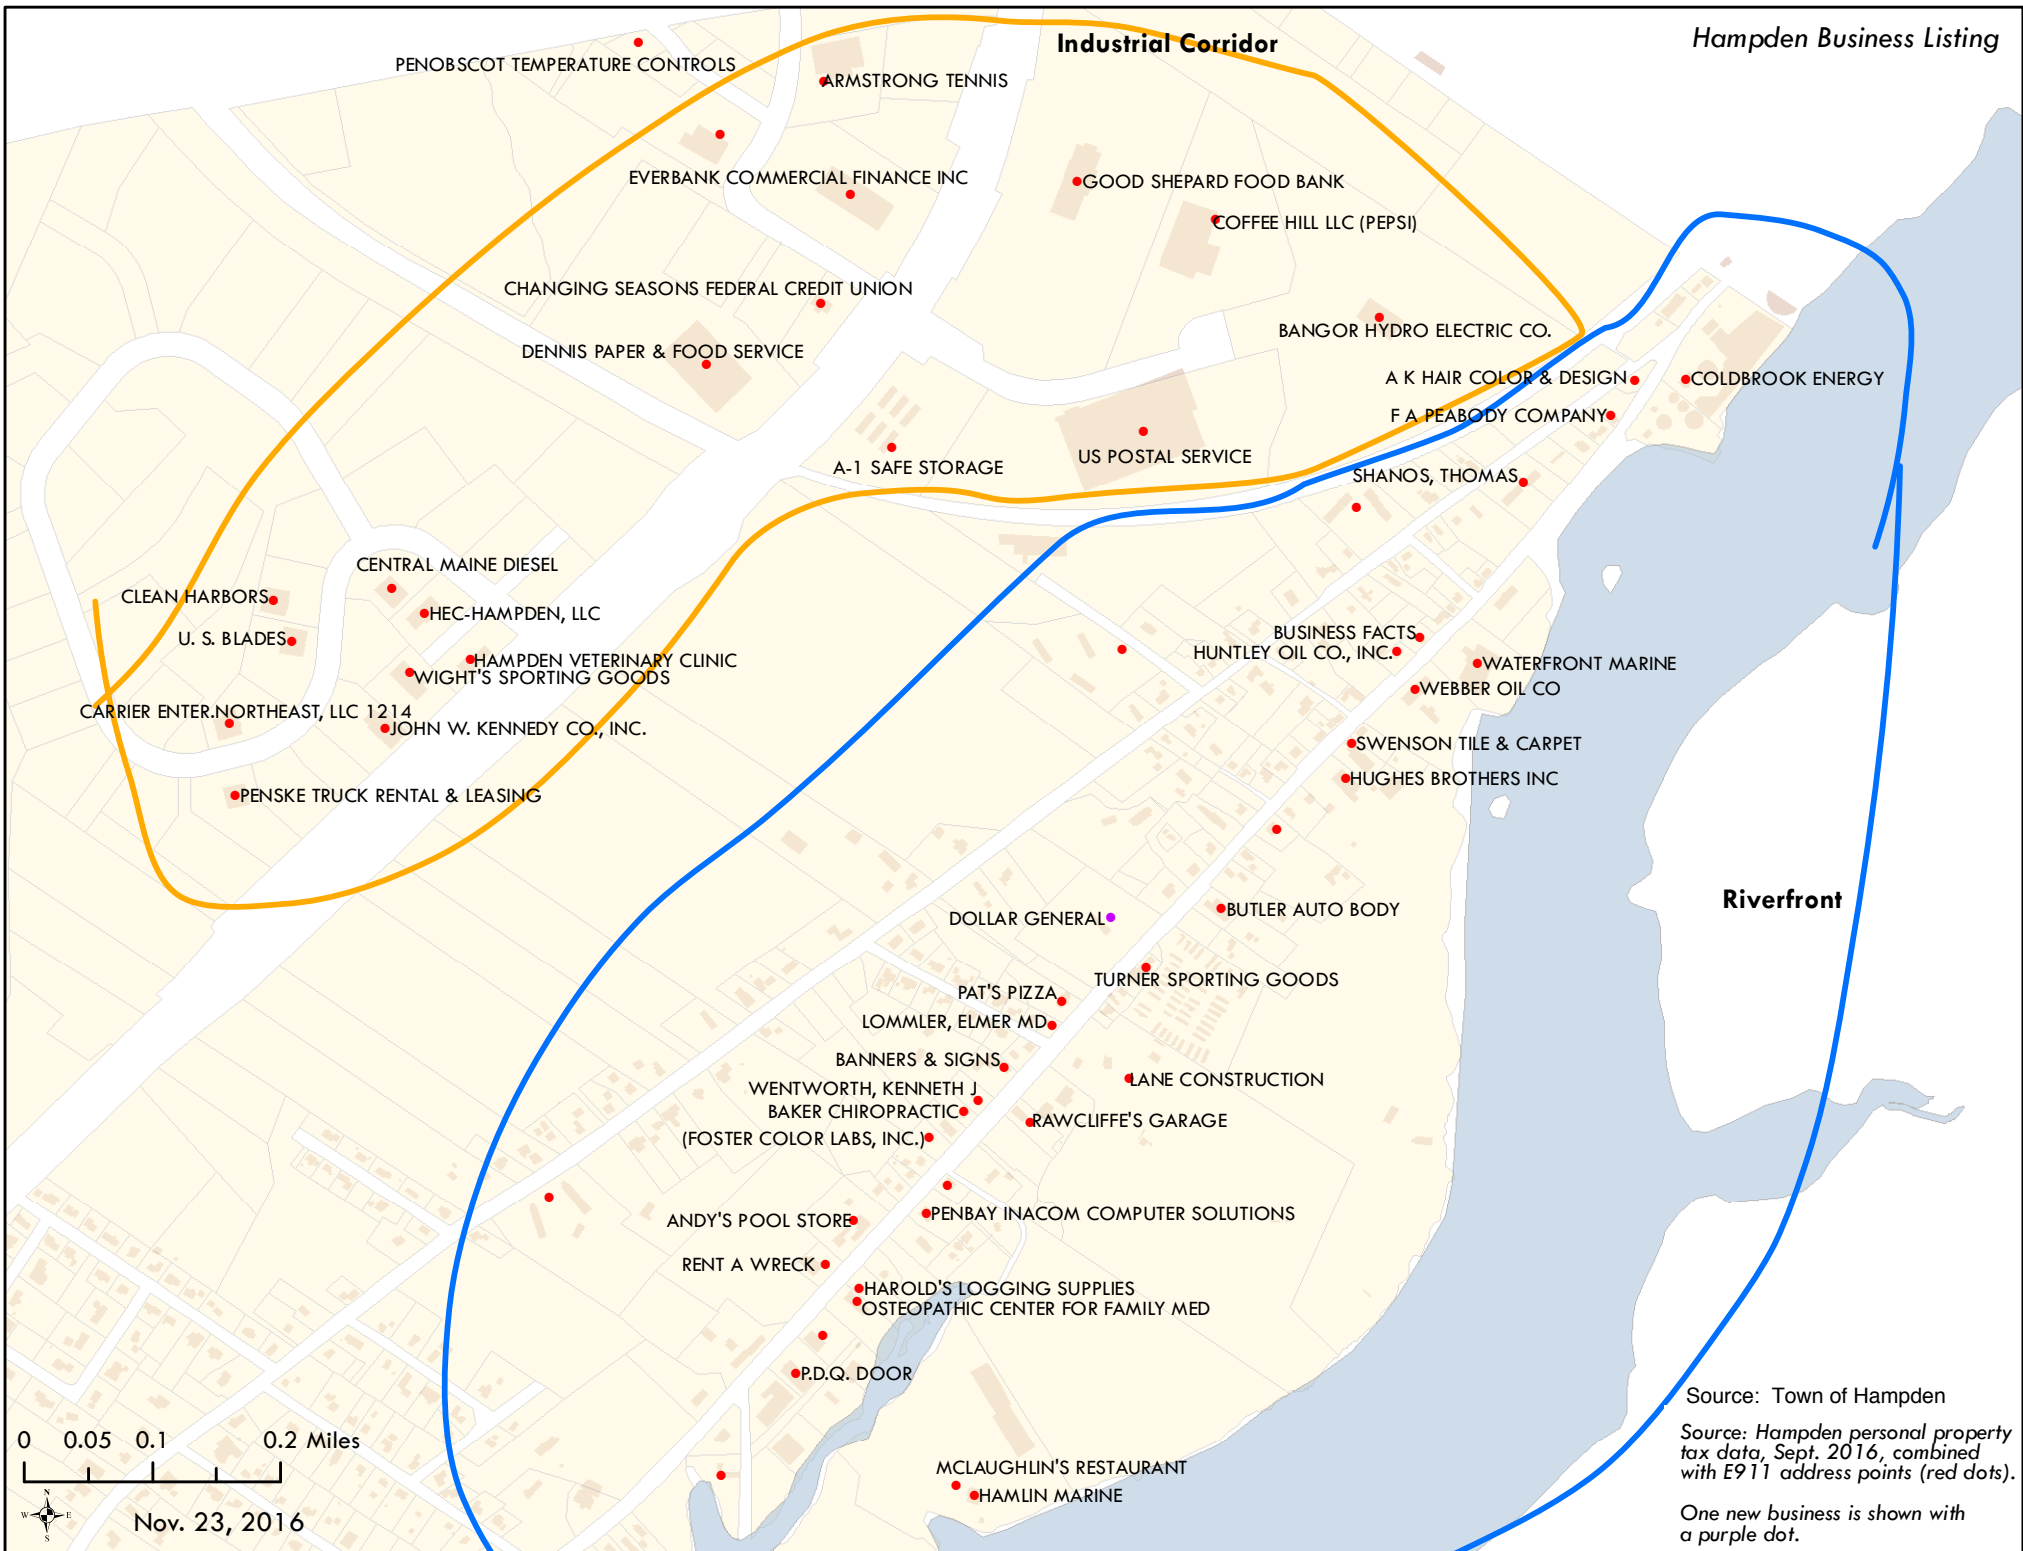 Hampden Business Listing
Industrial Corridor
PENOBSCOT TEMPERATURE CONTROLS
ARMSTRONG TENNIS
EVERBANK COMMERCIAL FINANCE INC
GOOD SHEPARD FOOD BANK
COFFEE HILL LLC (PEPSI)
CHANGING SEASONS FEDERAL CREDIT UNION
BANGOR HYDRO ELECTRIC CO.
DENNIS PAPER & FOOD SERVICE
A K HAIR COLOR & DESIGN
COLDBROOK ENERGY
F A PEABODY COMPANY
US POSTAL SERVICE
A-1 SAFE STORAGE
SHANOS, THOMAS
CENTRAL MAINE DIESEL
CLEAN HARBORS
HEC-HAMPDEN, LLC
U. S. BLADES
BUSINESS FACTS
HUNTLEY OIL CO., INC.
HAMPDEN VETERINARY CLINIC
WATERFRONT MARINE
WIGHT'S SPORTING GOODS
WEBBER OIL CO
CARRIER ENTER.NORTHEAST, LLC 1214
JOHN W. KENNEDY CO., INC.
SWENSON TILE & CARPET
HUGHES BROTHERS INC
PENSKE TRUCK RENTAL & LEASING
Riverfront
BUTLER AUTO BODY
DOLLAR GENERAL
TURNER SPORTING GOODS
PAT'S PIZZA
LOMMLER, ELMER MD
BANNERS & SIGNS
LANE CONSTRUCTION
WENTWORTH, KENNETH J
BAKER CHIROPRACTIC
RAWCLIFFE'S GARAGE
(FOSTER COLOR LABS, INC.)
PENBAY INACOM COMPUTER SOLUTIONS
ANDY'S POOL STORE
RENT A WRECK
HAROLD'S LOGGING SUPPLIES
OSTEOPATHIC CENTER FOR FAMILY MED
P.D.Q. DOOR
MCLAUGHLIN'S RESTAURANT
HAMLIN MARINE
0 0.05 0.1 0.2 Miles
N
W E
S
Nov. 23, 2016
Source: Town of Hampden
Source: Hampden personal property
tax data, Sept. 2016, combined
with E911 address points (red dots).
One new business is shown with
a purple dot.